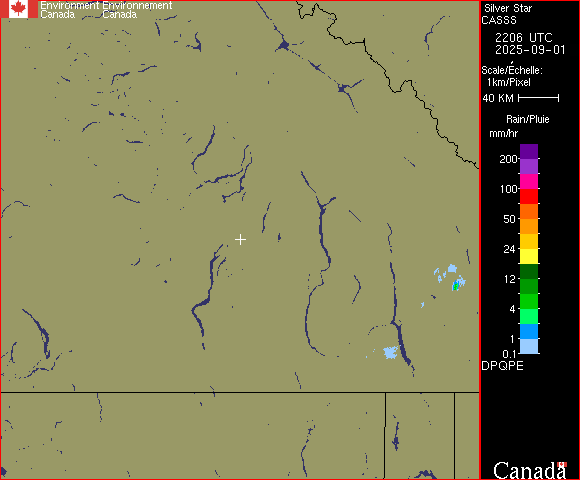 Environment Environnement
Canada Canada
Silver Star
CASSS
2206 UTC
2025-09-01
Scale/Échelle:
1km/Pixel
40 KM
Rain/Pluie
mm/hr
200
100
50
24
12
4
1
0.1
DPQPE
Canada